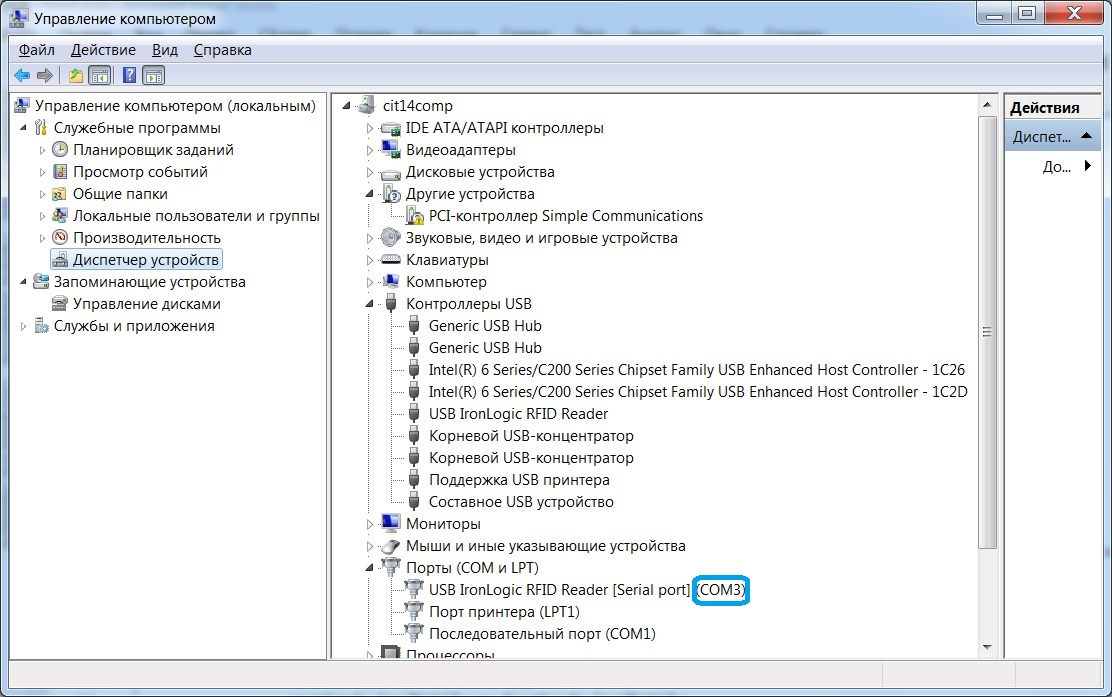 Управление компьютером
Файл Действие Вид Справка
Управление компьютером (локальным)
Служебные программы
Планировщик заданий
Просмотр событий
Общие папки
Локальные пользователи и группы
Производительность
Диспетчер устройств
Запоминающие устройства
Управление дисками
Службы и приложения
cit14comp
IDE ATA/ATAPI контроллеры
Видеоадаптеры
Дисковые устройства
Другие устройства
PCI-контроллер Simple Communications
Звуковые, видео и игровые устройства
Клавиатуры
Компьютер
Контроллеры USB
Generic USB Hub
Generic USB Hub
Intel(R) 6 Series/C200 Series Chipset Family USB Enhanced Host Controller - 1C26
Intel(R) 6 Series/C200 Series Chipset Family USB Enhanced Host Controller - 1C2D
USB IronLogic RFID Reader
Корневой USB-концентратор
Корневой USB-концентратор
Поддержка USB принтера
Составное USB устройство
Мониторы
Мыши и иные указывающие устройства
Порты (COM и LPT)
USB IronLogic RFID Reader [Serial port] (COM3)
Порт принтера (LPT1)
Последовательный порт (COM1)
Процессоры
Действия
Диспет...
До...